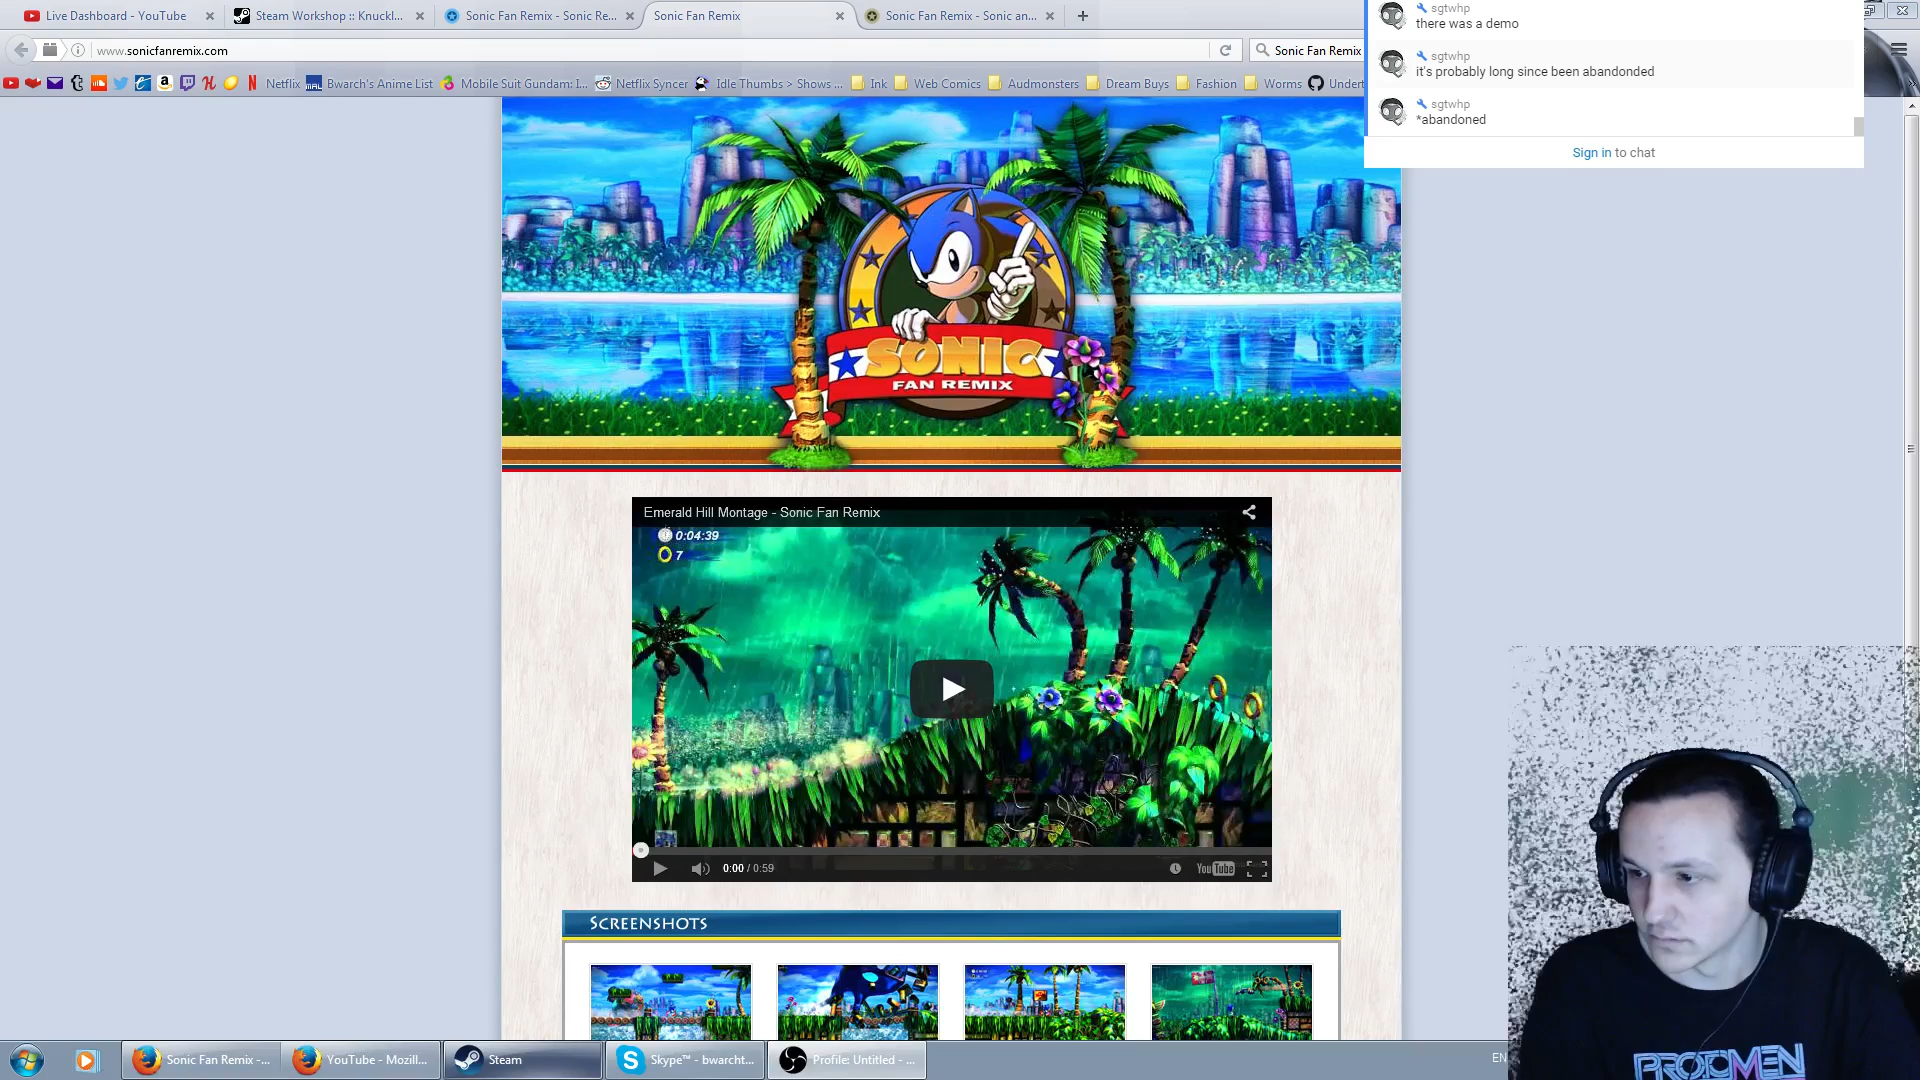 Live Dashboard - YouTube
Steam Workshop :: Knuckl...
Sonic Fan Remix - Sonic Re...
Sonic Fan Remix
Sonic Fan Remix - Sonic an...
www.sonicfanremix.com
Sonic Fan Remix
Netflix
MAL
Bwarch's Anime List
Mobile Suit Gundam: I...
Netflix Syncer
Idle Thumbs > Shows ...
Ink
Web Comics
Audmonsters
Dream Buys
Fashion
Worms
Undert
sgtwhp
there was a demo
sgtwhp
it's probably long since been abandonded
sgtwhp
*abandoned
Sign in to chat
SONIC
FAN REMIX
Emerald Hill Montage - Sonic Fan Remix
0:04:39
7
0:00 / 0:59
YouTube
SCREENSHOTS
PROTOMEN
Sonic Fan Remix -...
YouTube - Mozill...
Steam
Skype™ - bwarcht...
Profile: Untitled - ...
EN